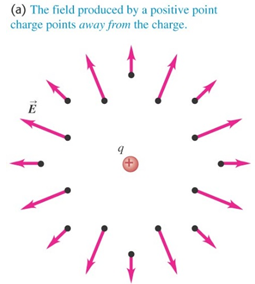 (a) The field produced by a positive point
charge points away from the charge.
E
q
+